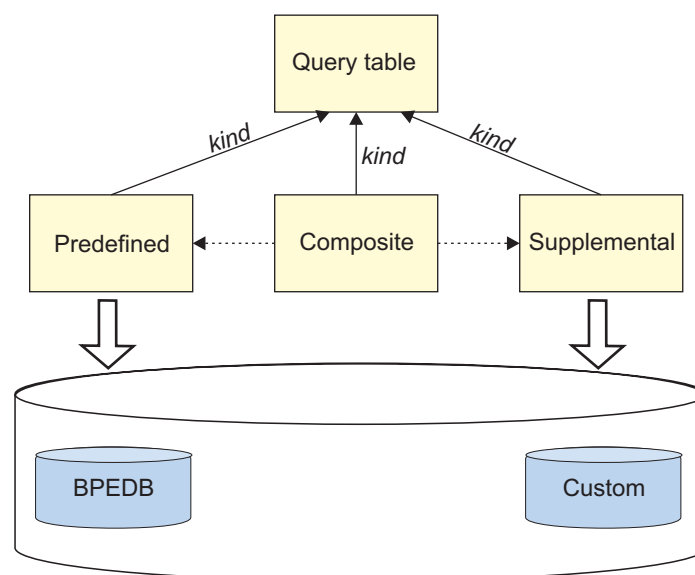 Query table
kind
kind
kind
Predefined
Composite
Supplemental
BPEDB
Custom